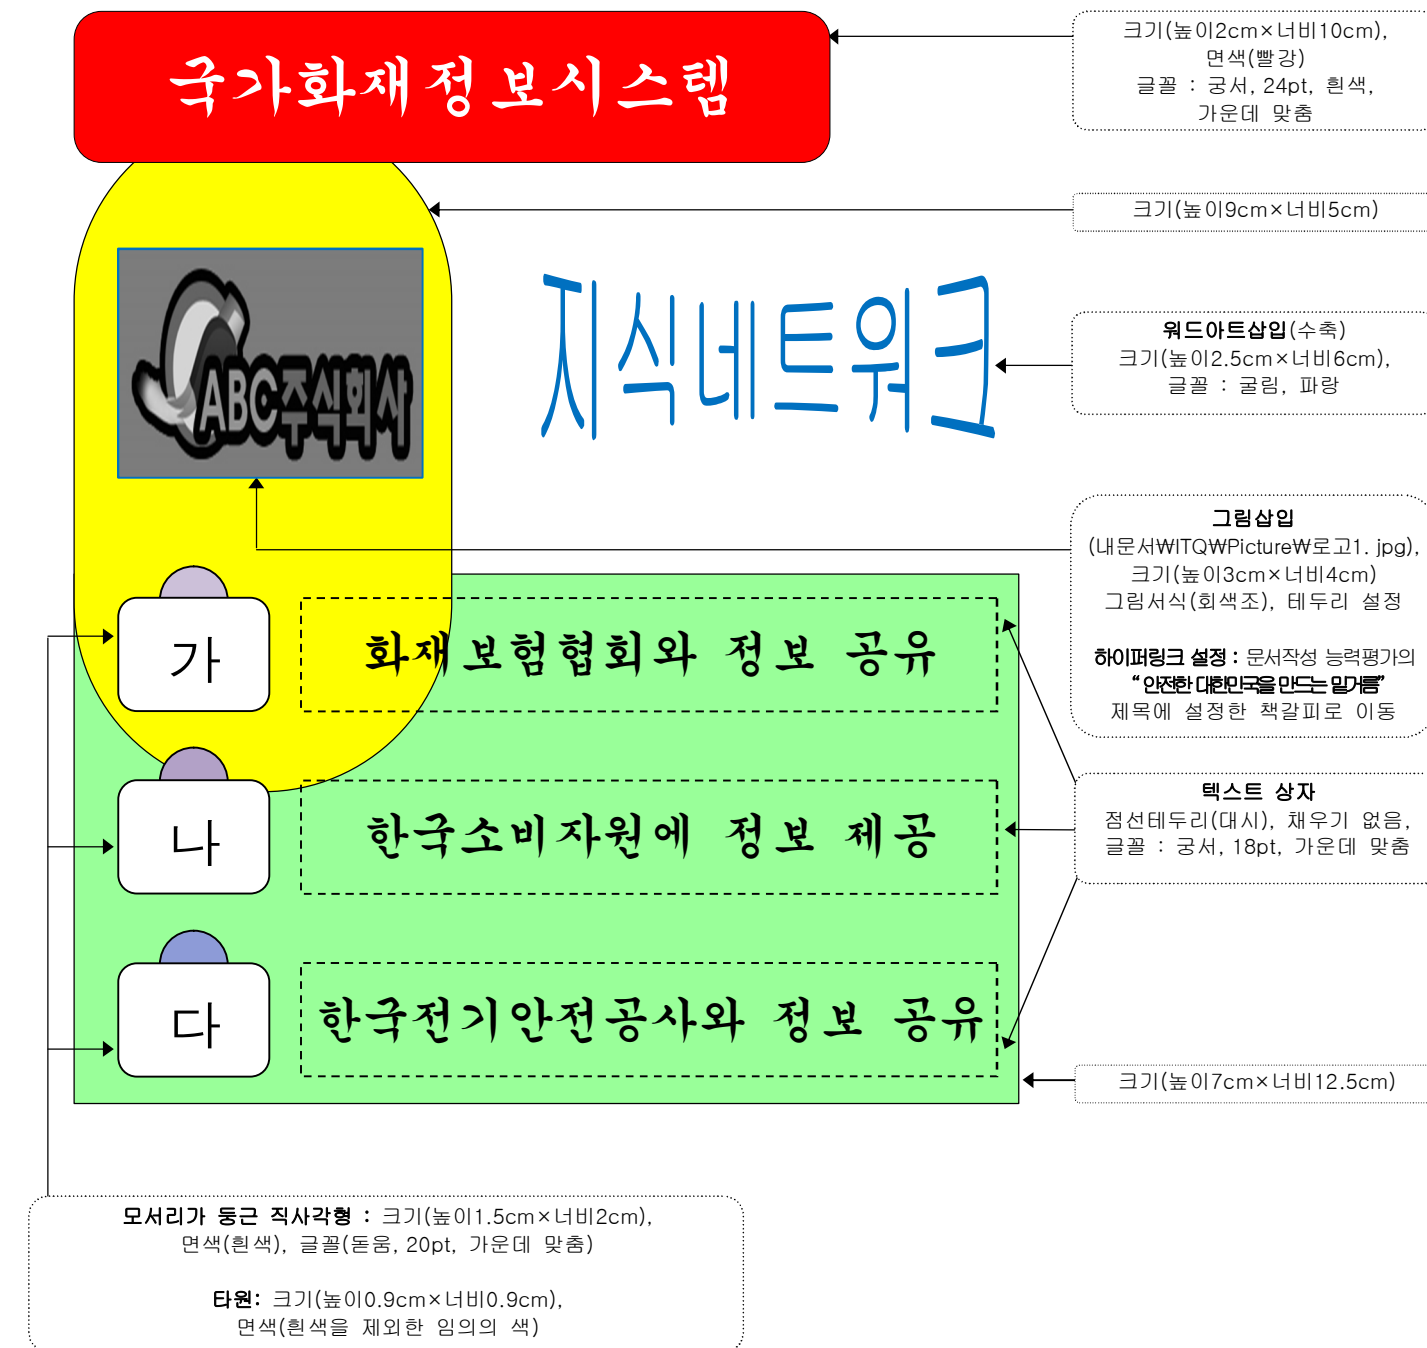 국가화재정보시스템
크기(높이2cm×너비10cm),
면색(빨강)
글꼴 : 궁서, 24pt, 흰색,
가운데 맞춤
크기(높이9cm×너비5cm)
ABC주식회사
지식네트워크
워드아트삽입(수축)
크기(높이2.5cm×너비6cm),
글꼴 : 굴림, 파랑
그림삽입
(내문서₩ITQ₩Picture₩로고1. jpg),
크기(높이3cm×너비4cm)
그림서식(회색조), 테두리 설정
하이퍼링크 설정 : 문서작성 능력평가의
“ 안전한 대한민국을 만드는 밑거름”
제목에 설정한 책갈피로 이동
가
화재보험협회와 정보 공유
텍스트 상자
점선테두리(대시), 채우기 없음,
글꼴 : 궁서, 18pt, 가운데 맞춤
나
한국소비자원에 정보 제공
다
한국전기안전공사와 정보 공유
크기(높이7cm×너비12.5cm)
모서리가 둥근 직사각형 : 크기(높이1.5cm×너비2cm),
면색(흰색), 글꼴(돋움, 20pt, 가운데 맞춤)
타원: 크기(높이0.9cm×너비0.9cm),
면색(흰색을 제외한 임의의 색)